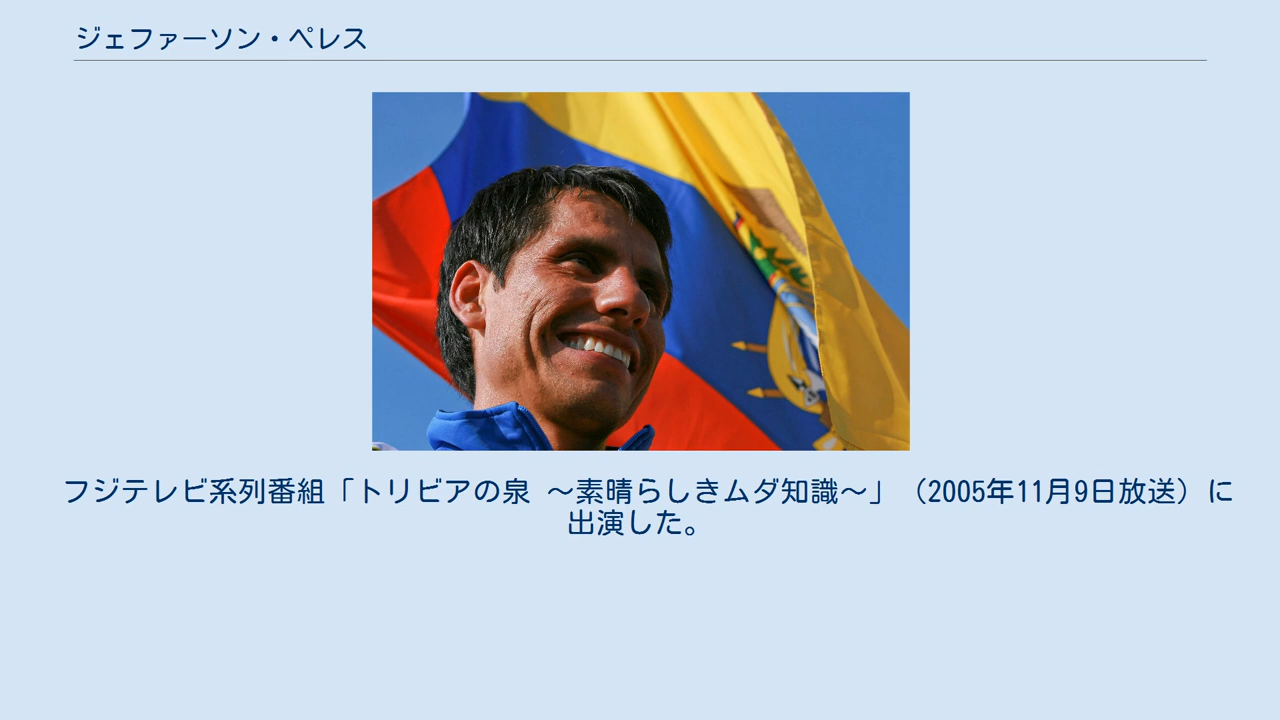 ジェファーソン・ペレス
フジテレビ系列番組「トリビアの泉 〜素晴らしきムダ知識〜」（2005年11月9日放送）に
出演した。